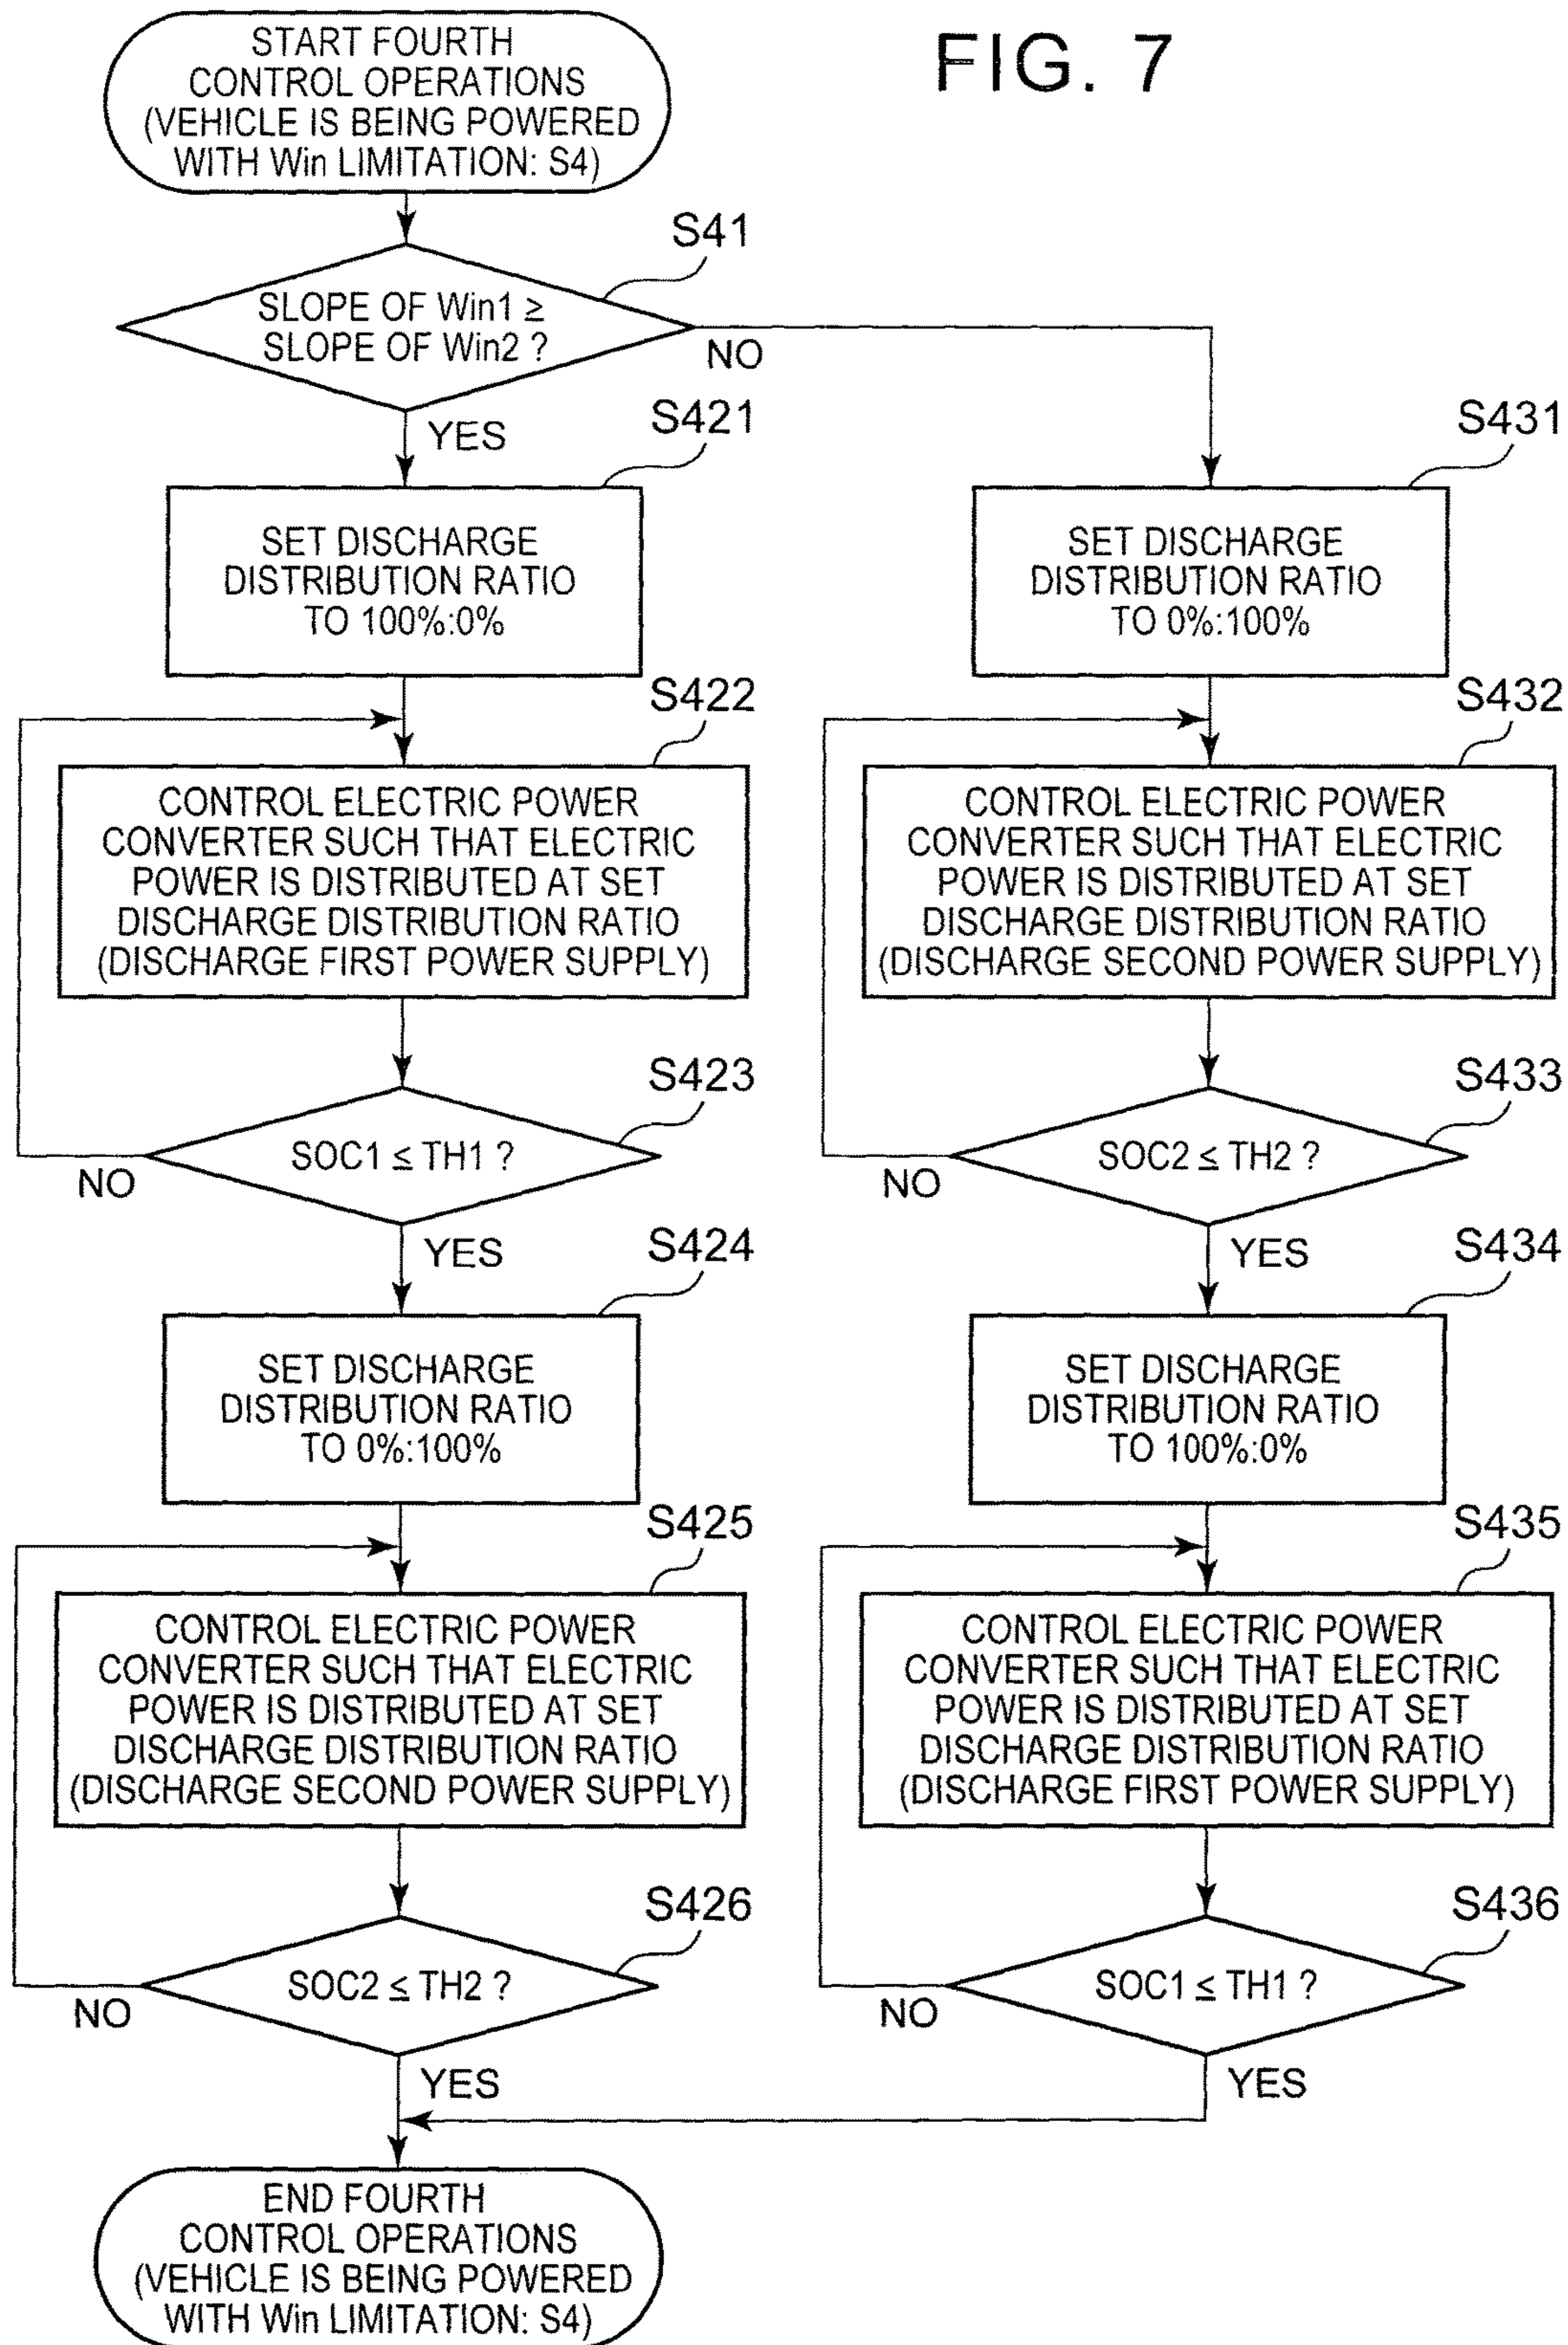 FIG. 7
START FOURTH
CONTROL OPERATIONS
(VEHICLE IS BEING POWERED
WITH Win LIMITATION: S4)
S41
SLOPE OF Win1 ≥
SLOPE OF Win2 ?
NO
YES
S421
SET DISCHARGE
DISTRIBUTION RATIO
TO 100%:0%
S422
CONTROL ELECTRIC POWER
CONVERTER SUCH THAT ELECTRIC
POWER IS DISTRIBUTED AT SET
DISCHARGE DISTRIBUTION RATIO
(DISCHARGE FIRST POWER SUPPLY)
S423
SOC1 ≤ TH1 ?
NO
YES
S424
SET DISCHARGE
DISTRIBUTION RATIO
TO 0%:100%
S425
CONTROL ELECTRIC POWER
CONVERTER SUCH THAT ELECTRIC
POWER IS DISTRIBUTED AT SET
DISCHARGE DISTRIBUTION RATIO
(DISCHARGE SECOND POWER SUPPLY)
S426
SOC2 ≤ TH2 ?
NO
YES
S431
SET DISCHARGE
DISTRIBUTION RATIO
TO 0%:100%
S432
CONTROL ELECTRIC POWER
CONVERTER SUCH THAT ELECTRIC
POWER IS DISTRIBUTED AT SET
DISCHARGE DISTRIBUTION RATIO
(DISCHARGE SECOND POWER SUPPLY)
S433
SOC2 ≤ TH2 ?
NO
YES
S434
SET DISCHARGE
DISTRIBUTION RATIO
TO 100%:0%
S435
CONTROL ELECTRIC POWER
CONVERTER SUCH THAT ELECTRIC
POWER IS DISTRIBUTED AT SET
DISCHARGE DISTRIBUTION RATIO
(DISCHARGE FIRST POWER SUPPLY)
S436
SOC1 ≤ TH1 ?
NO
YES
END FOURTH
CONTROL OPERATIONS
(VEHICLE IS BEING POWERED
WITH Win LIMITATION: S4)